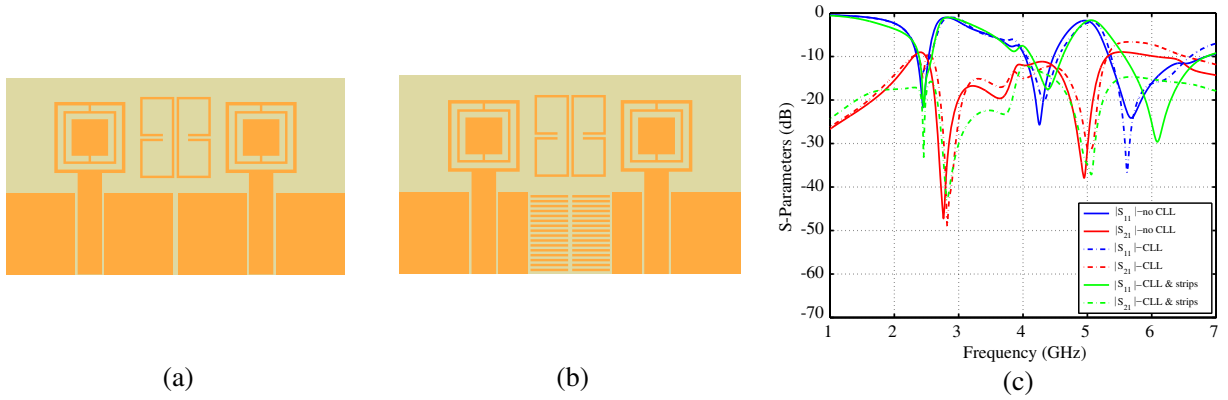 0
-10
-20
-30
-40
-50
-60
-70
S-Parameters (dB)
|S11|−no CLL
|S21|−no CLL
|S11|−CLL
|S21|−CLL
|S11|−CLL & strips
|S21|−CLL & strips
1 2 3 4 5 6 7
Frequency (GHz)
(a) (b) (c)